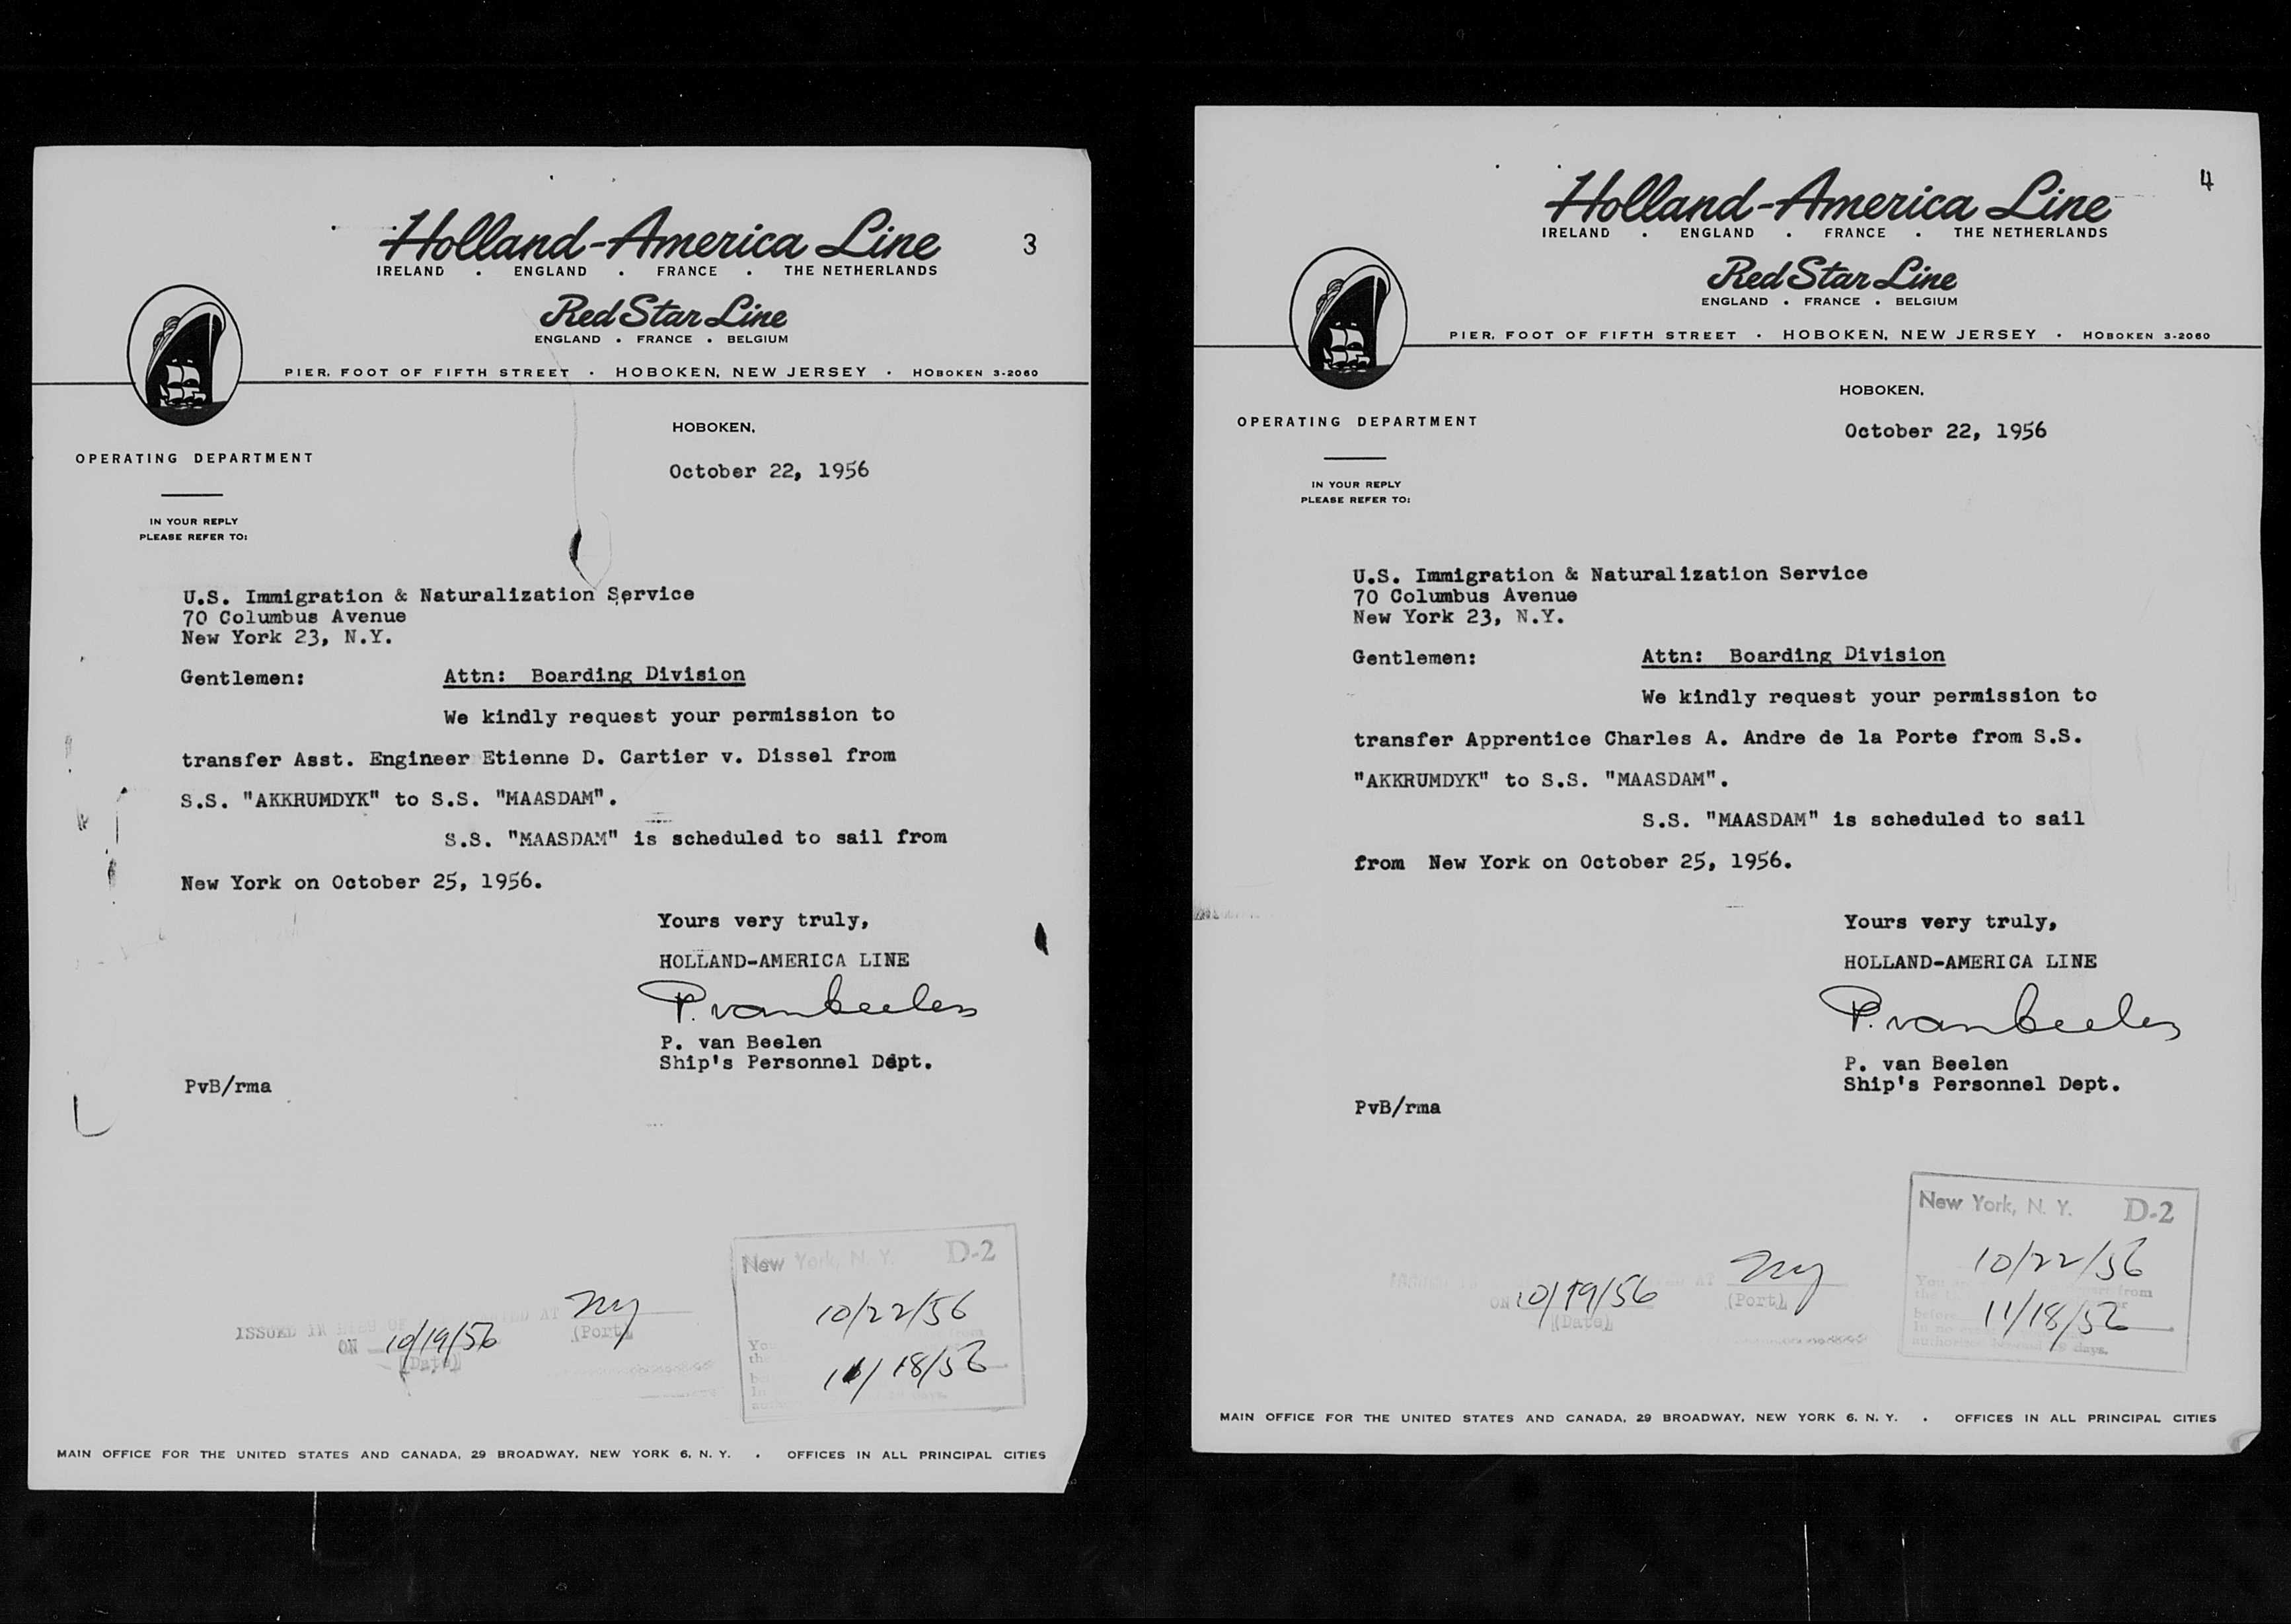 Holland-America Line
3
IRELAND • ENGLAND • FRANCE • THE NETHERLANDS
Red Star Line
ENGLAND • FRANCE • BELGIUM
PIER, FOOT OF FIFTH STREET • HOBOKEN, NEW JERSEY • HOBOKEN 3-2060
HOBOKEN,
OPERATING DEPARTMENT
October 22, 1956
IN YOUR REPLY
PLEASE REFER TO:
U.S. Immigration & Naturalization Service
70 Columbus Avenue
New York 23, N.Y.
Gentlemen: Attn: Boarding Division
We kindly request your permission to
transfer Asst. Engineer Etienne D. Cartier v. Dissel from
S.S. "AKKRUMDYK" to S.S. "MAASDAM".
S.S. "MAASDAM" is scheduled to sail from
New York on October 25, 1956.
Yours very truly,
HOLLAND-AMERICA LINE
P. van Beelen
P. van Beelen
Ship's Personnel Dept.
PvB/rma
New York, N. Y. D-2
10/22/56
11/18/56
ISSUED IN AT NY
(Port)
ON 10/19/56
(Date)
MAIN OFFICE FOR THE UNITED STATES AND CANADA, 29 BROADWAY, NEW YORK 6, N. Y. • OFFICES IN ALL PRINCIPAL CITIES
Holland-America Line
4
IRELAND • ENGLAND • FRANCE • THE NETHERLANDS
Red Star Line
ENGLAND • FRANCE • BELGIUM
PIER, FOOT OF FIFTH STREET • HOBOKEN, NEW JERSEY • HOBOKEN 3-2060
HOBOKEN,
OPERATING DEPARTMENT
October 22, 1956
IN YOUR REPLY
PLEASE REFER TO:
U.S. Immigration & Naturalization Service
70 Columbus Avenue
New York 23, N.Y.
Gentlemen: Attn: Boarding Division
We kindly request your permission to
transfer Apprentice Charles A. Andre de la Porte from S.S.
"AKKRUMDYK" to S.S. "MAASDAM".
S.S. "MAASDAM" is scheduled to sail
from New York on October 25, 1956.
Yours very truly,
HOLLAND-AMERICA LINE
P. van Beelen
P. van Beelen
Ship's Personnel Dept.
PvB/rma
New York, N. Y. D-2
10/22/56
from
before 11/18/56
days.
AT NY
(Port)
ON 10/19/56
(Date)
MAIN OFFICE FOR THE UNITED STATES AND CANADA, 29 BROADWAY, NEW YORK 6, N. Y. • OFFICES IN ALL PRINCIPAL CITIES